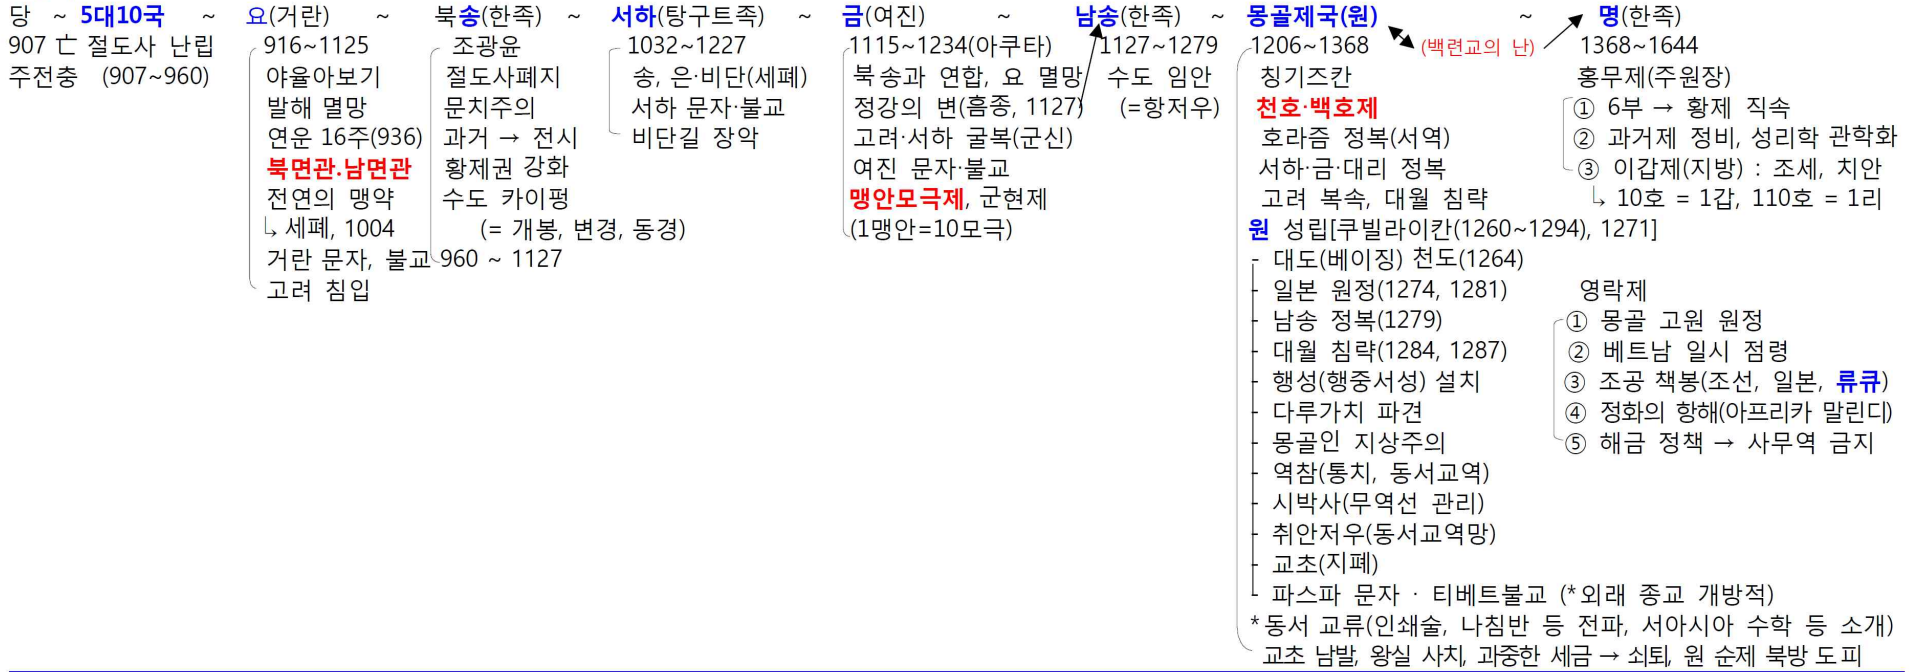 당 ~ 5대10국 ~ 요(거란) ~ 북송(한족) ~ 서하(탕구트족) ~ 금(여진) ~ 남송(한족) ~ 몽골제국(원) ~ 명(한족)
907 亡 절도사 난립
주전충 (907~960)
916~1125
야율아보기
발해 멸망
연운 16주(936)
북면관.남면관
전연의 맹약
↳ 세폐, 1004
거란 문자, 불교
고려 침입
조광윤
절도사폐지
문치주의
과거 → 전시
황제권 강화
수도 카이펑
(= 개봉, 변경, 동경)
960 ~ 1127
1032~1227
송, 은·비단(세폐)
서하 문자·불교
비단길 장악
1115~1234(아쿠타)
북송과 연합, 요 멸망
정강의 변(흠종, 1127)
고려·서하 굴복(군신)
여진 문자·불교
맹안모극제, 군현제
(1맹안=10모극)
1127~1279
수도 임안
(=항저우)
1206~1368
칭기즈칸
천호·백호제
호라즘 정복(서역)
서하·금·대리 정복
고려 복속, 대월 침략
원 성립[쿠빌라이칸(1260~1294), 1271]
- 대도(베이징) 천도(1264)
- 일본 원정(1274, 1281)
- 남송 정복(1279)
- 대월 침략(1284, 1287)
- 행성(행중서성) 설치
- 다루가치 파견
- 몽골인 지상주의
- 역참(통치, 동서교역)
- 시박사(무역선 관리)
- 취안저우(동서교역망)
- 교초(지폐)
- 파스파 문자 · 티베트불교 (*외래 종교 개방적)
*동서 교류(인쇄술, 나침반 등 전파, 서아시아 수학 등 소개)
교초 남발, 왕실 사치, 과중한 세금 → 쇠퇴, 원 순제 북방 도피
(백련교의 난)
1368~1644
홍무제(주원장)
① 6부 → 황제 직속
② 과거제 정비, 성리학 관학화
③ 이갑제(지방) : 조세, 치안
↳ 10호 = 1갑, 110호 = 1리
영락제
① 몽골 고원 원정
② 베트남 일시 점령
③ 조공 책봉(조선, 일본, 류큐)
④ 정화의 항해(아프리카 말린디)
⑤ 해금 정책 → 사무역 금지